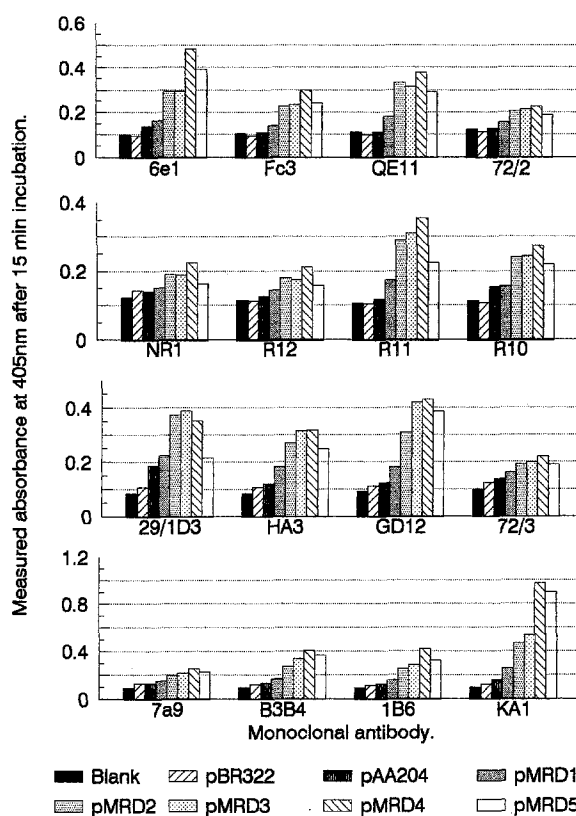 Measured absorbance at 405nm after 15 min incubation.
0.6
0.4
0.2
0
6e1 Fc3 QE11 72/2
0.4
0.2
0
NR1 R12 R11 R10
0.4
0.2
0
29/1D3 HA3 GD12 72/3
1.2
0.8
0.4
0
7a9 B3B4 1B6 KA1
Monoclonal antibody.
Blank pBR322 pAA204 pMRD1
pMRD2 pMRD3 pMRD4 pMRD5